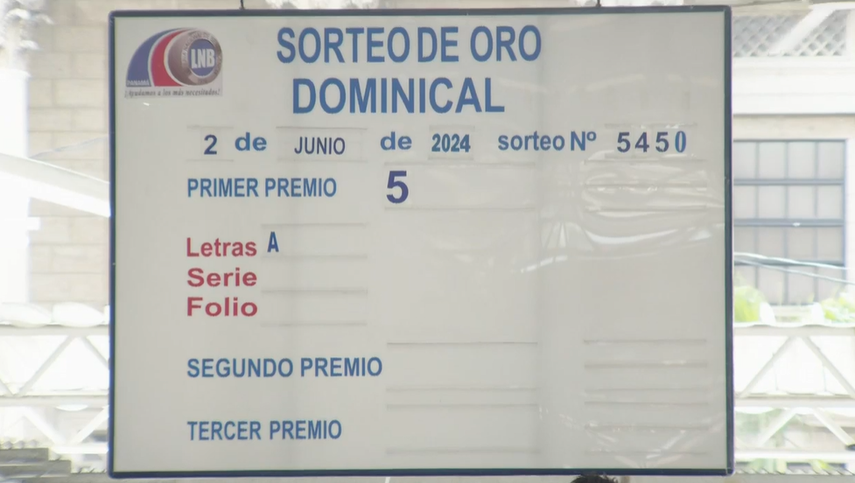 LNB
PANAMÁ
¡Ayudamos a los más necesitados!
SORTEO DE ORO
DOMINICAL
2 de JUNIO de 2024 sorteo Nº 5450
PRIMER PREMIO 5
Letras A
Serie
Folio
SEGUNDO PREMIO
TERCER PREMIO